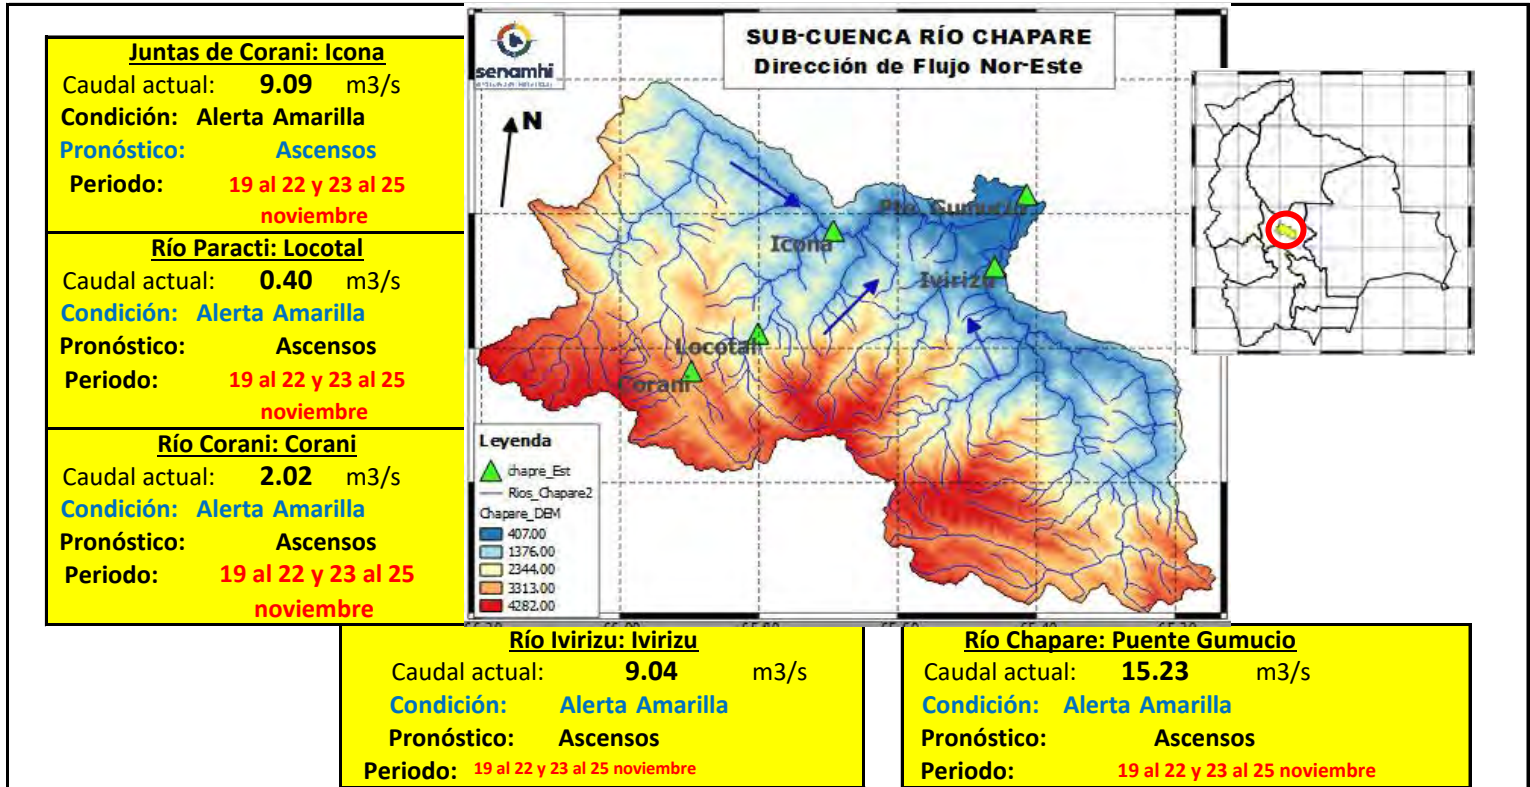 Juntas de Corani: Icona
Caudal actual: 9.09 m3/s
Condición: Alerta Amarilla
Pronóstico: Ascensos
Periodo: 19 al 22 y 23 al 25
noviembre
Río Paracti: Locotal
Caudal actual: 0.40 m3/s
Condición: Alerta Amarilla
Pronóstico: Ascensos
Periodo: 19 al 22 y 23 al 25
noviembre
Río Corani: Corani
Caudal actual: 2.02 m3/s
Condición: Alerta Amarilla
Pronóstico: Ascensos
Periodo: 19 al 22 y 23 al 25
noviembre
senamhi
SUB-CUENCA RÍO CHAPARE
Dirección de Flujo Nor-Este
N
Pte. Gumucio
Icona
Ivirizu
Locotal
Corani
Leyenda
chapre_Est
Rios_Chapare2
Chapare_DEM
407.00
1376.00
2344.00
3313.00
4282.00
Río Ivirizu: Ivirizu
Caudal actual: 9.04 m3/s
Condición: Alerta Amarilla
Pronóstico: Ascensos
Periodo: 19 al 22 y 23 al 25 noviembre
Río Chapare: Puente Gumucio
Caudal actual: 15.23 m3/s
Condición: Alerta Amarilla
Pronóstico: Ascensos
Periodo: 19 al 22 y 23 al 25 noviembre